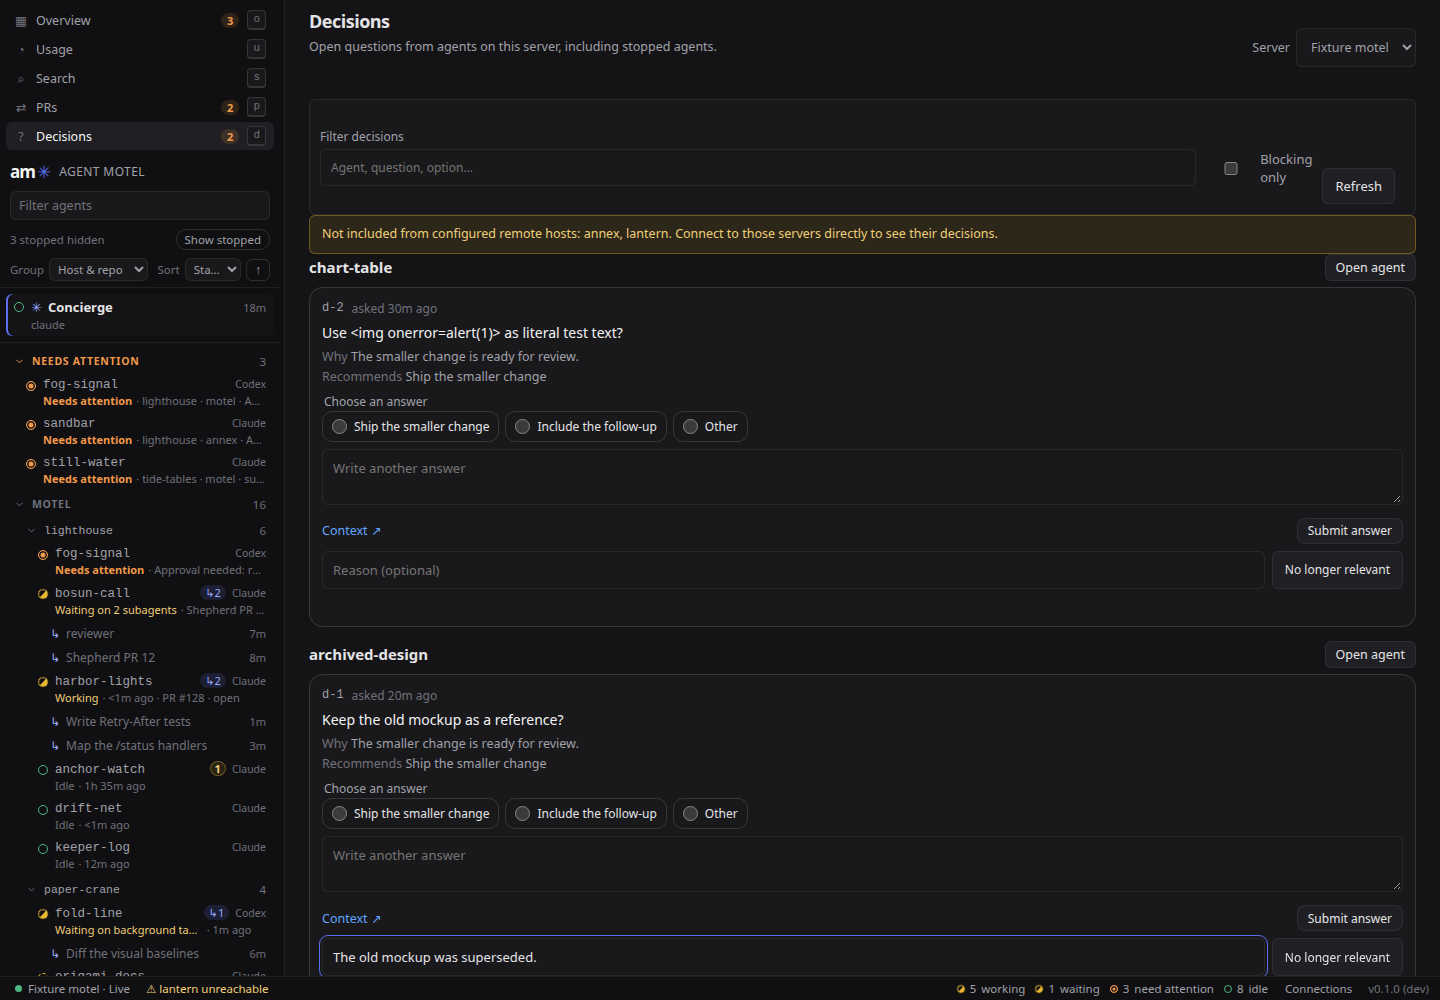 Overview 3 o
Usage u
Search s
PRs 2 p
? Decisions 2 d
am AGENT MOTEL
Filter agents
3 stopped hidden Show stopped
Group Host & repo Sort Sta... ↑
Concierge 18m
claude
NEEDS ATTENTION 3
fog-signal Codex
Needs attention · lighthouse · motel · A...
sandbar Claude
Needs attention · lighthouse · annex · A...
still-water Claude
Needs attention · tide-tables · motel · su...
MOTEL 16
lighthouse 6
fog-signal Codex
Needs attention · Approval needed: r...
bosun-call ↳2 Claude
Waiting on 2 subagents · Shepherd PR ...
↳ reviewer 7m
↳ Shepherd PR 12 8m
harbor-lights ↳2 Claude
Working · <1m ago · PR #128 · open
↳ Write Retry-After tests 1m
↳ Map the /status handlers 3m
anchor-watch 1 Claude
Idle · 1h 35m ago
drift-net Claude
Idle · <1m ago
keeper-log Claude
Idle · 12m ago
paper-crane 4
fold-line ↳1 Codex
Waiting on background ta... · 1m ago
↳ Diff the visual baselines 6m
origami-docs Claude
Decisions
Open questions from agents on this server, including stopped agents.
Server Fixture motel
Filter decisions
Agent, question, option...
Blocking only
Refresh
Not included from configured remote hosts: annex, lantern. Connect to those servers directly to see their decisions.
chart-table Open agent
d-2 asked 30m ago
Use <img onerror=alert(1)> as literal test text?
Why The smaller change is ready for review.
Recommends Ship the smaller change
Choose an answer
Ship the smaller change Include the follow-up Other
Write another answer
Context ↗ Submit answer
Reason (optional) No longer relevant
archived-design Open agent
d-1 asked 20m ago
Keep the old mockup as a reference?
Why The smaller change is ready for review.
Recommends Ship the smaller change
Choose an answer
Ship the smaller change Include the follow-up Other
Write another answer
Context ↗ Submit answer
The old mockup was superseded. No longer relevant
Fixture motel · Live ⚠ lantern unreachable 5 working 1 waiting 3 need attention 8 idle Connections v0.1.0 (dev)